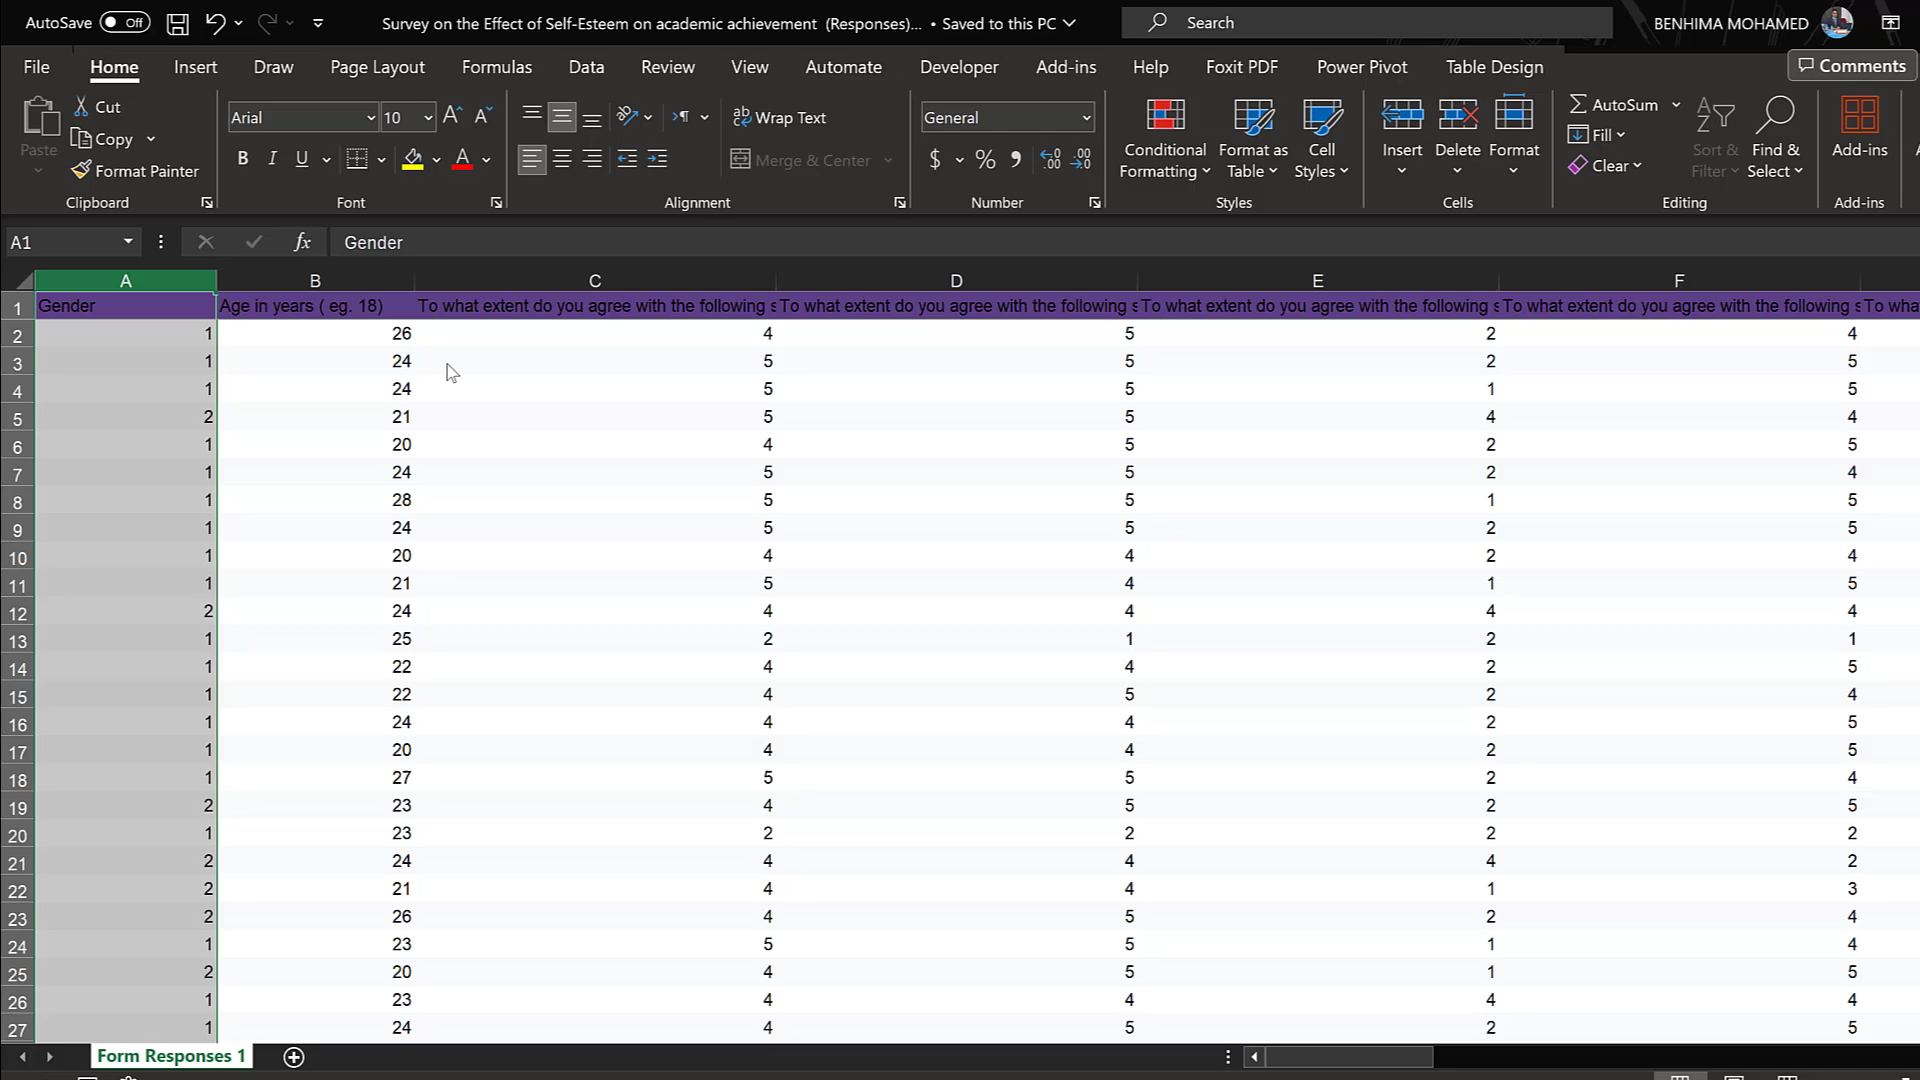 AutoSave Off Survey on the Effect of Self-Esteem on academic achievement (Responses)... • Saved to this PC Search BENHIMA MOHAMED
File Home Insert Draw Page Layout Formulas Data Review View Automate Developer Add-ins Help Foxit PDF Power Pivot Table Design Comments
Paste Cut Copy Format Painter Clipboard
Arial 10 B I U A Font
Wrap Text Merge & Center Alignment
General $ % Number
Conditional Formatting Format as Table Cell Styles Styles
Insert Delete Format Cells
AutoSum Fill Clear Sort & Filter Find & Select Editing
Add-ins Add-ins
A1 fx Gender
A B C D E F
1 Gender Age in years ( eg. 18) To what extent do you agree with the following s To what extent do you agree with the following s To what extent do you agree with the following s To what extent do you agree with the following s To wha
2 1 26 4 5 2 4
3 1 24 5 5 2 5
4 1 24 5 5 1 5
5 2 21 5 5 4 4
6 1 20 4 5 2 5
7 1 24 5 5 2 4
8 1 28 5 5 1 5
9 1 24 5 5 2 5
10 1 20 4 4 2 4
11 1 21 5 4 1 5
12 2 24 4 4 4 4
13 1 25 2 1 2 1
14 1 22 4 4 2 5
15 1 22 4 5 2 4
16 1 24 4 4 2 5
17 1 20 4 4 2 5
18 1 27 5 5 2 4
19 2 23 4 5 2 5
20 1 23 2 2 2 2
21 2 24 4 4 4 2
22 2 21 4 4 1 3
23 2 26 4 5 2 4
24 1 23 5 5 1 4
25 2 20 4 5 1 5
26 1 23 4 4 4 4
27 1 24 4 5 2 5
Form Responses 1